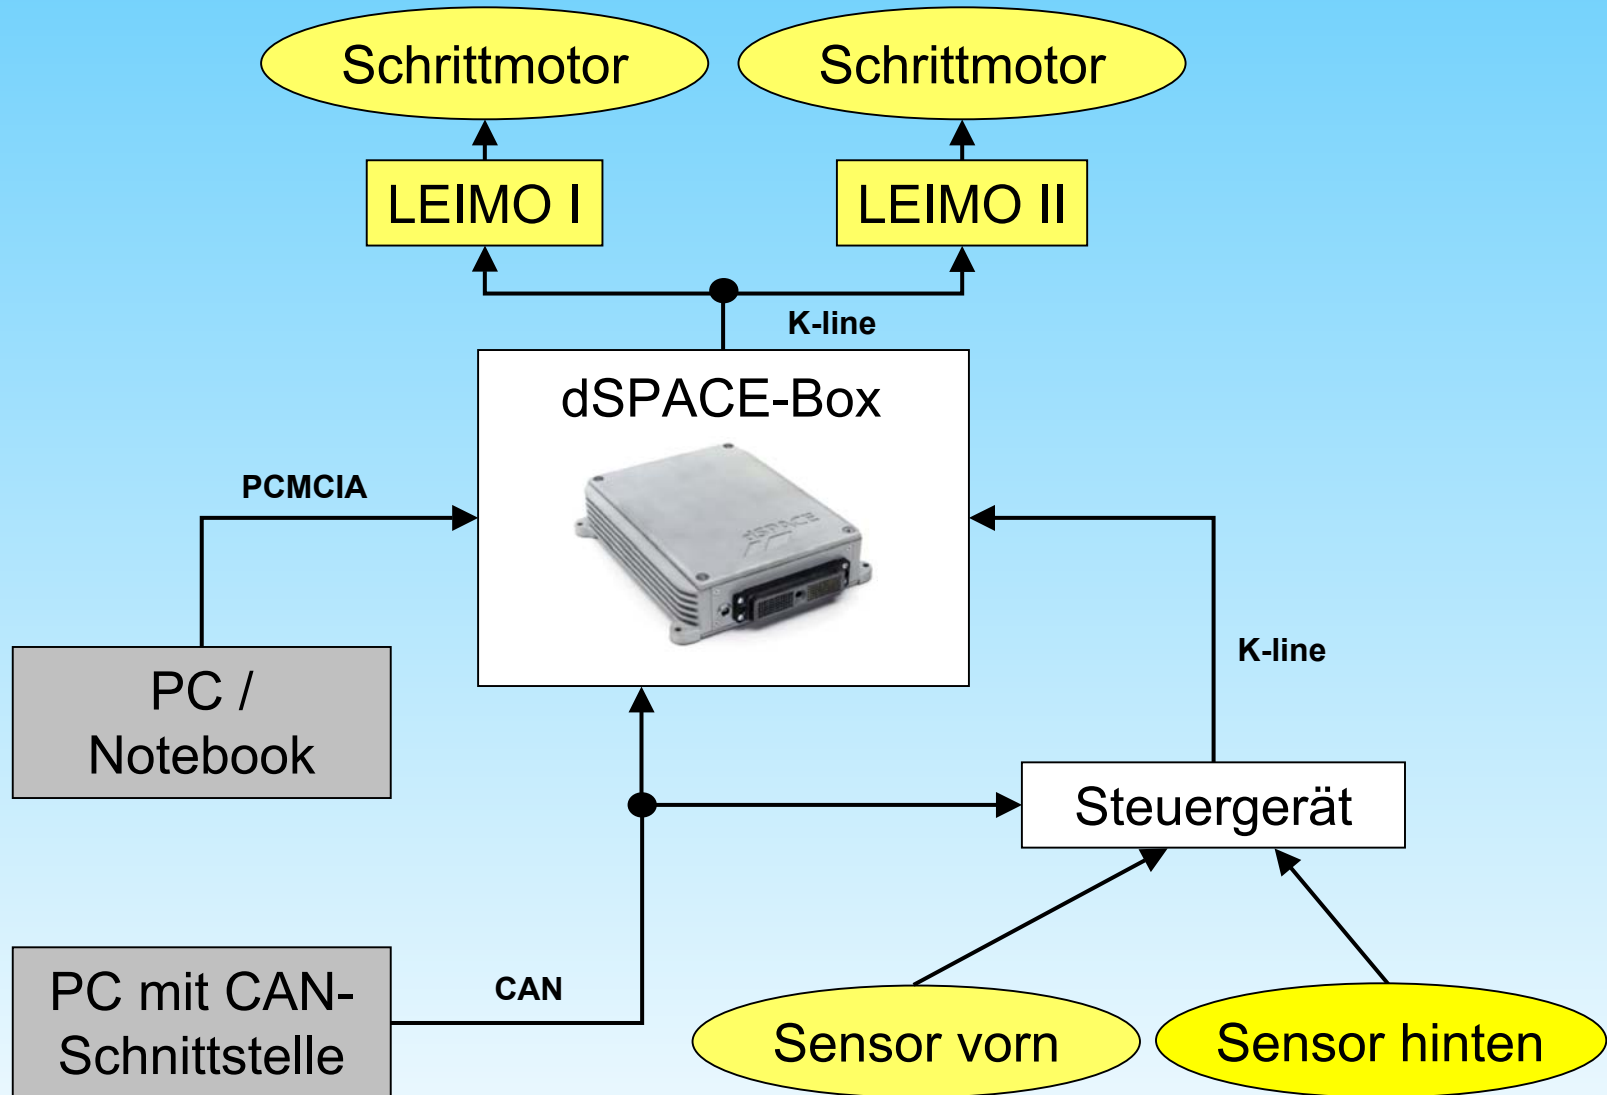 Schrittmotor
Schrittmotor
LEIMO I
LEIMO II
K-line
dSPACE-Box
PCMCIA
dSPACE
K-line
PC /
Notebook
Steuergerät
PC mit CAN-
Schnittstelle
CAN
Sensor vorn
Sensor hinten